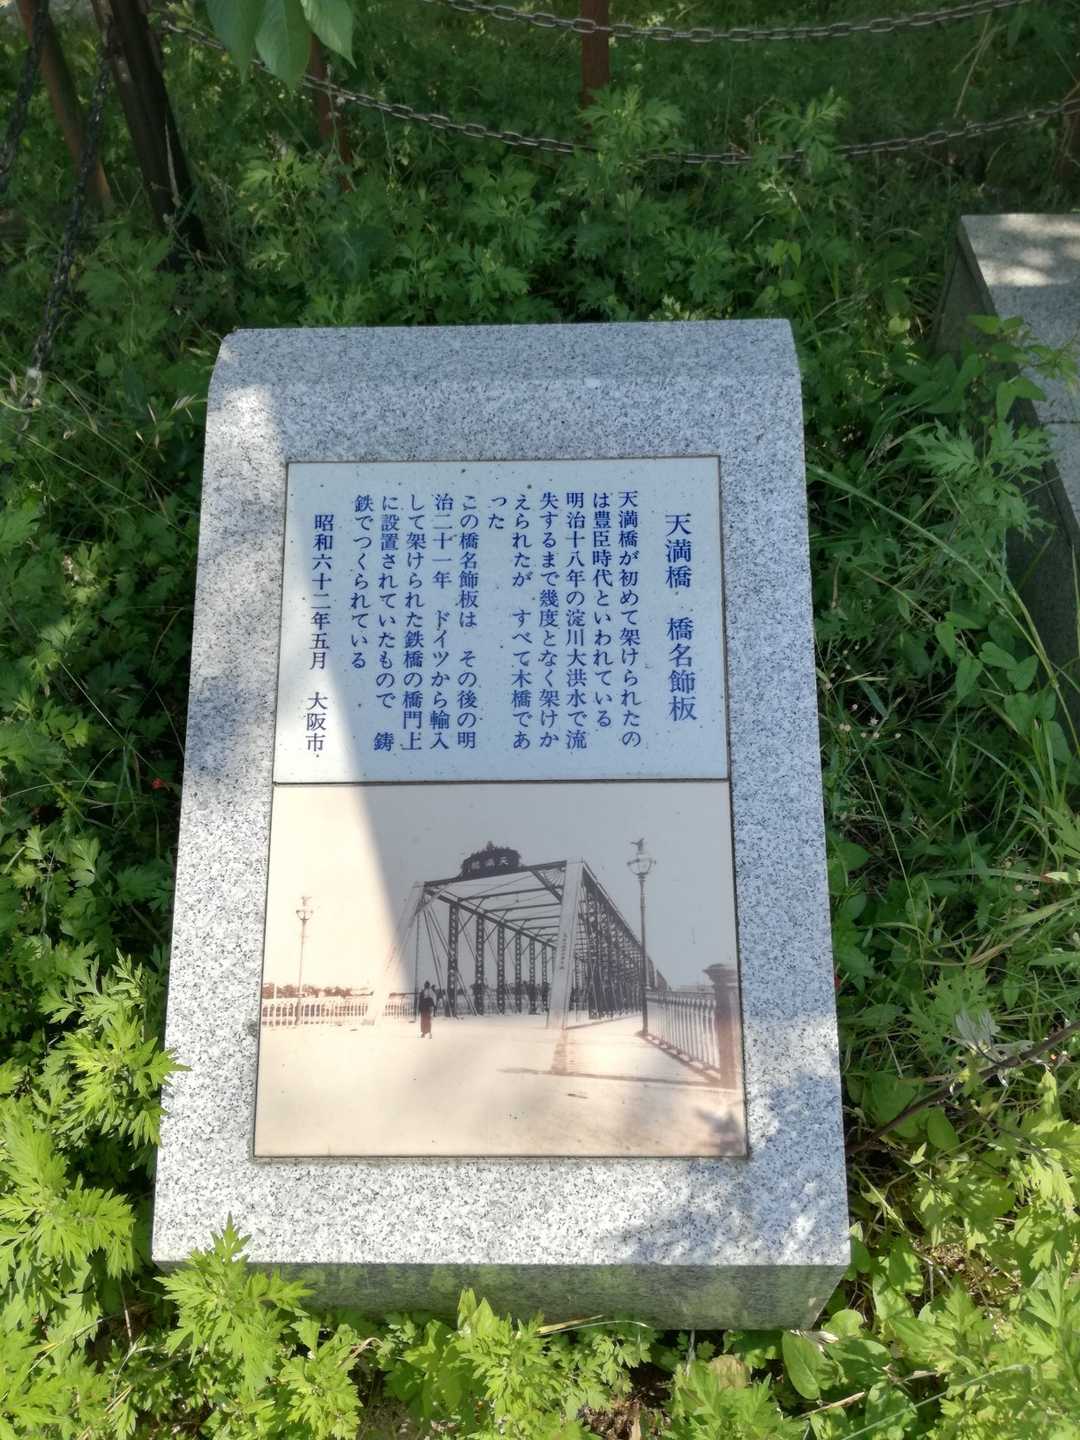 天満橋 橋名飾板
天満橋が初めて架けられたの
は豊臣時代といわれている
明治十八年の淀川大洪水で流
失するまで幾度となく架けか
えられたが すべて木橋であ
った
この橋名飾板は その後の明
治二十一年 ドイツから輸入
して架けられた鉄橋の橋門上
に設置されていたもので 鋳
鉄でつくられている
昭和六十二年五月 大阪市